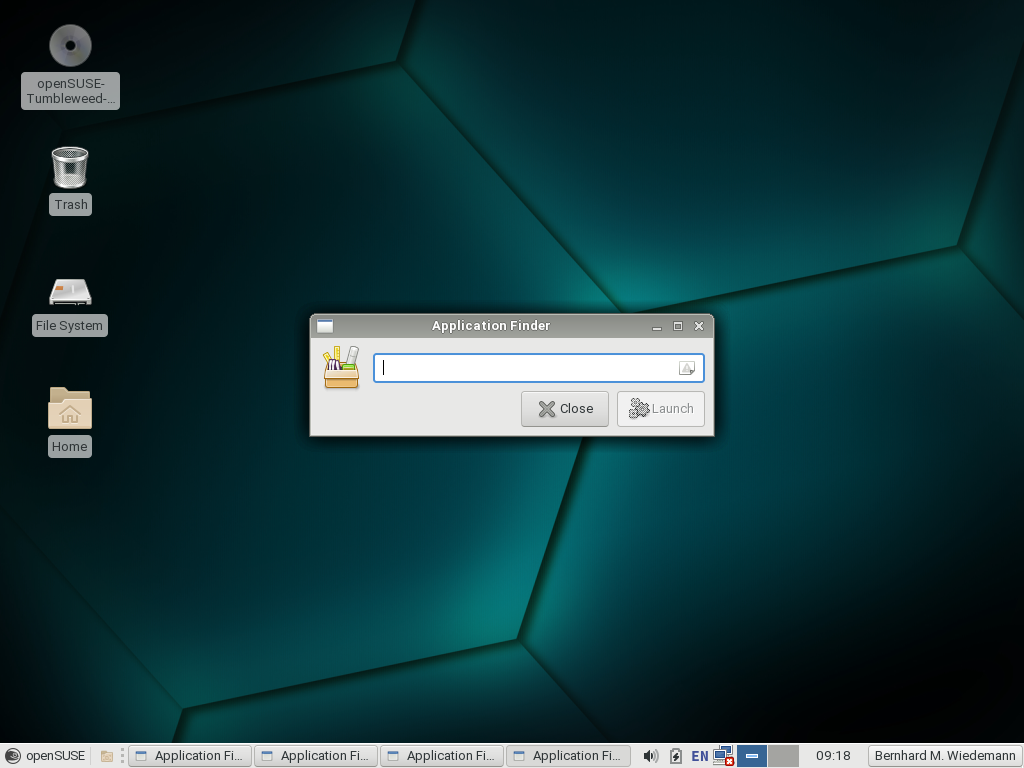 openSUSE-
Tumbleweed-...
Trash
File System
Home
Application Finder
Close
Launch
openSUSE
Application Fi...
Application Fi...
Application Fi...
Application Fi...
EN
09:18
Bernhard M. Wiedemann